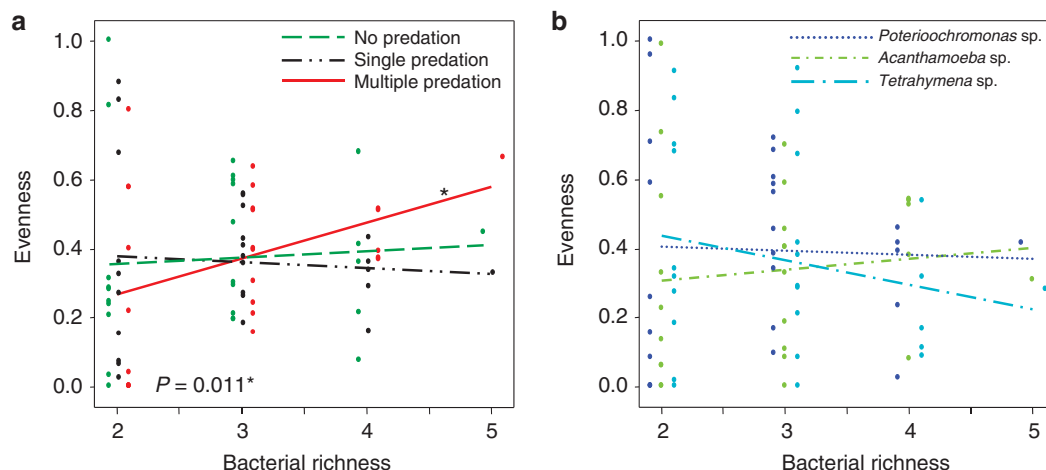 a
No predation
Single predation
Multiple predation
*
P = 0.011*
Evenness
1.0
0.8
0.6
0.4
0.2
0.0
2 3 4 5
Bacterial richness
b
Poterioochromonas sp.
Acanthamoeba sp.
Tetrahymena sp.
Evenness
1.0
0.8
0.6
0.4
0.2
0.0
2 3 4 5
Bacterial richness